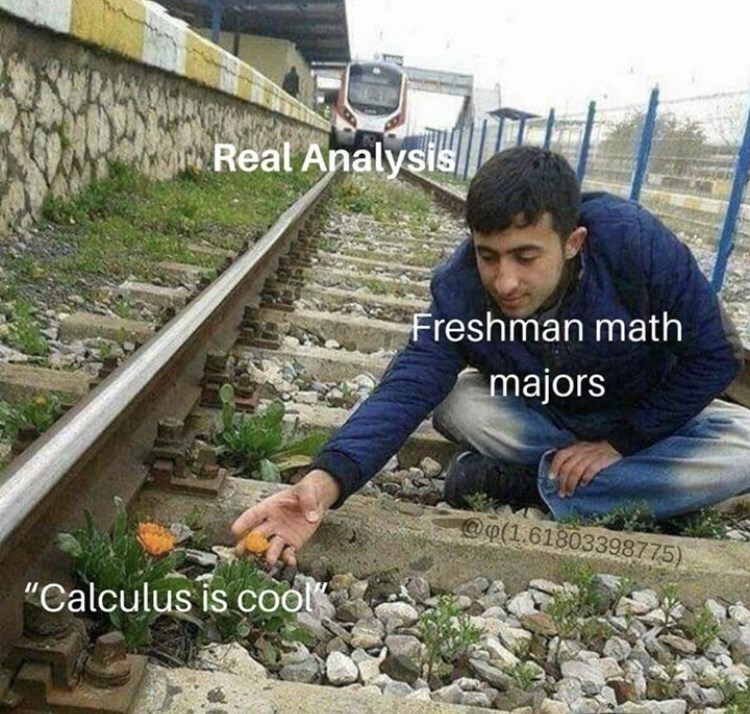 Real Analysis
Freshman math
majors
@φ(1.61803398775)
“Calculus is cool”